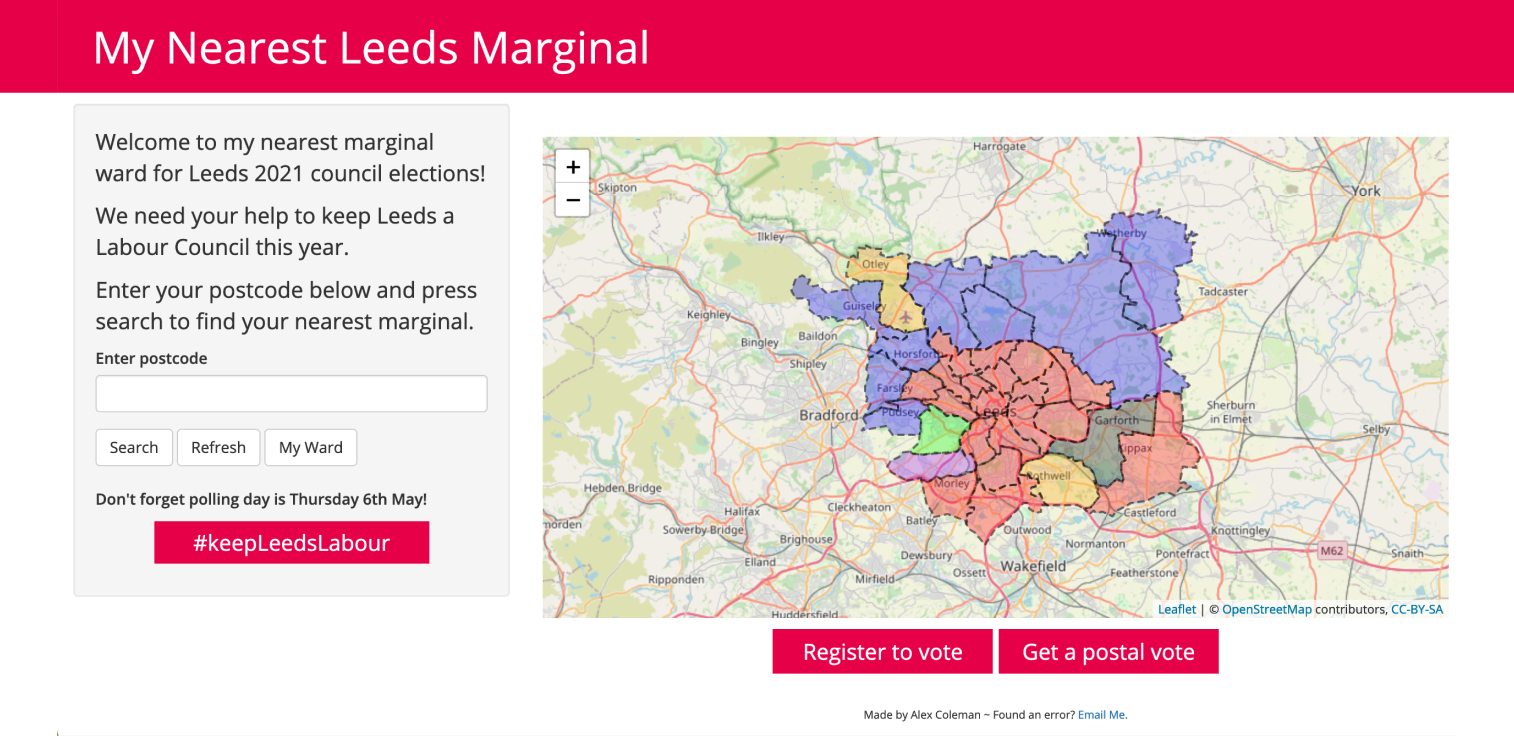 My Nearest Leeds Marginal
Welcome to my nearest marginal
ward for Leeds 2021 council elections!
We need your help to keep Leeds a
Labour Council this year.
Enter your postcode below and press
search to find your nearest marginal.
Enter postcode
Search Refresh My Ward
Don't forget polling day is Thursday 6th May!
#keepLeedsLabour
+
−
Harrogate
Skipton
York
Wetherby
Ilkley
Otley
Tadcaster
Guiseley
Keighley
Baildon
Bingley
Horsforth
Shipley
Farsley
Sherburn
in Elmet
Bradford
Pudsey
Leeds
Garforth
Selby
Kippax
Rothwell
Morley
Hebden Bridge
Cleckheaton
Halifax
Castleford
Batley
morden
Sowerby Bridge
Outwood
Knottingley
Brighouse
Normanton
M62
Dewsbury
Pontefract
Snaith
Elland
Wakefield
Ossett
Featherstone
Ripponden
Mirfield
Huddersfield
Leaflet | © OpenStreetMap contributors, CC-BY-SA
Register to vote Get a postal vote
Made by Alex Coleman ~ Found an error? Email Me.